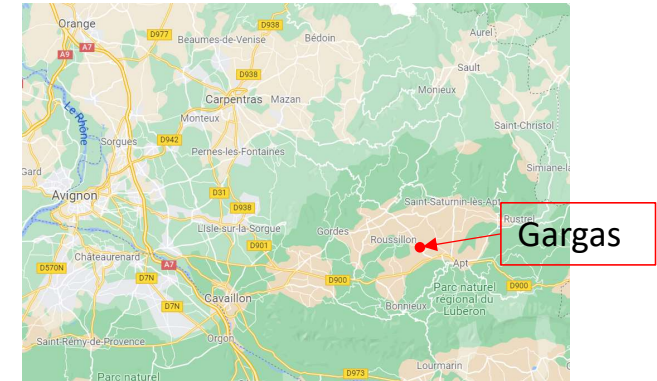 Orange
D977
D938
Aurel
A9
A7
Beaumes-de-Venise
Bédoin
D938
Sault
Carpentras
Mazan
Monieux
Le Rhône
Monteux
Saint-Christol
Sorgues
D942
Pernes-les-Fontaines
Gard
Simiane-la
Avignon
D31
D938
Saint-Saturnin-lès-Apt
L'Isle-sur-la-Sorgue
Gordes
Rustrel
D901
Roussillon
Gargas
Châteaurenard
A7
Apt
D570N
D7N
D900
D900
Parc naturel
régional du
Luberon
D7N
Cavaillon
Bonnieux
Saint-Rémy-de-Provence
Orgon
Lourmarin
Parc naturel
D973